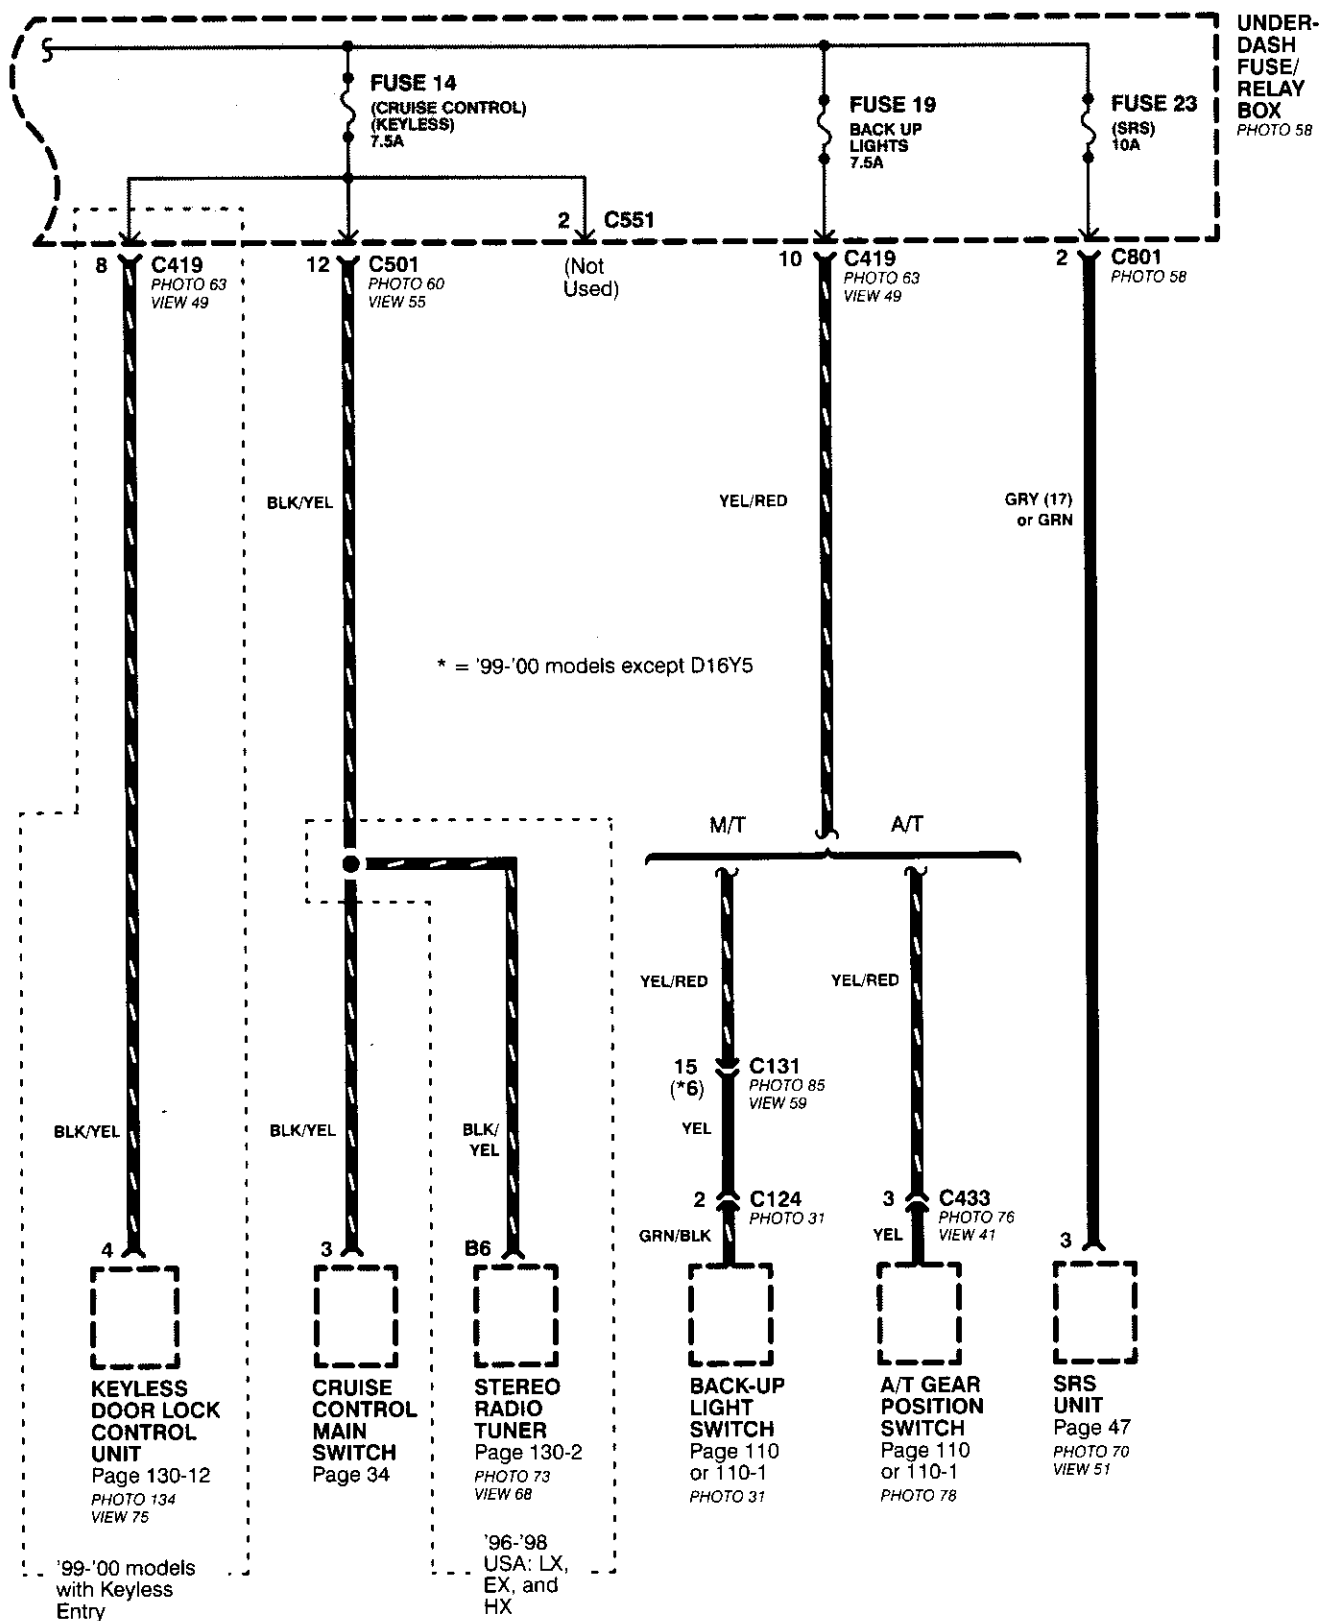 UNDER-
DASH
FUSE/
RELAY
BOX
PHOTO 58
FUSE 14
(CRUISE CONTROL)
(KEYLESS)
7.5A
FUSE 19
BACK UP
LIGHTS
7.5A
FUSE 23
(SRS)
10A
8 C419
PHOTO 63
VIEW 49
12 C501
PHOTO 60
VIEW 55
2 C551
(Not
Used)
10 C419
PHOTO 63
VIEW 49
2 C801
PHOTO 58
BLK/YEL
YEL/RED
GRY (17)
or GRN
* = '99-'00 models except D16Y5
M/T
A/T
YEL/RED
YEL/RED
15
(*6)
C131
PHOTO 85
VIEW 59
BLK/YEL
BLK/YEL
BLK/
YEL
YEL
2 C124
PHOTO 31
3 C433
PHOTO 76
VIEW 41
GRN/BLK
YEL
4
3
B6
3
KEYLESS
DOOR LOCK
CONTROL
UNIT
Page 130-12
PHOTO 134
VIEW 75
CRUISE
CONTROL
MAIN
SWITCH
Page 34
STEREO
RADIO
TUNER
Page 130-2
PHOTO 73
VIEW 68
BACK-UP
LIGHT
SWITCH
Page 110
or 110-1
PHOTO 31
A/T GEAR
POSITION
SWITCH
Page 110
or 110-1
PHOTO 78
SRS
UNIT
Page 47
PHOTO 70
VIEW 51
'99-'00 models
with Keyless
Entry
'96-'98
USA: LX,
EX, and
HX